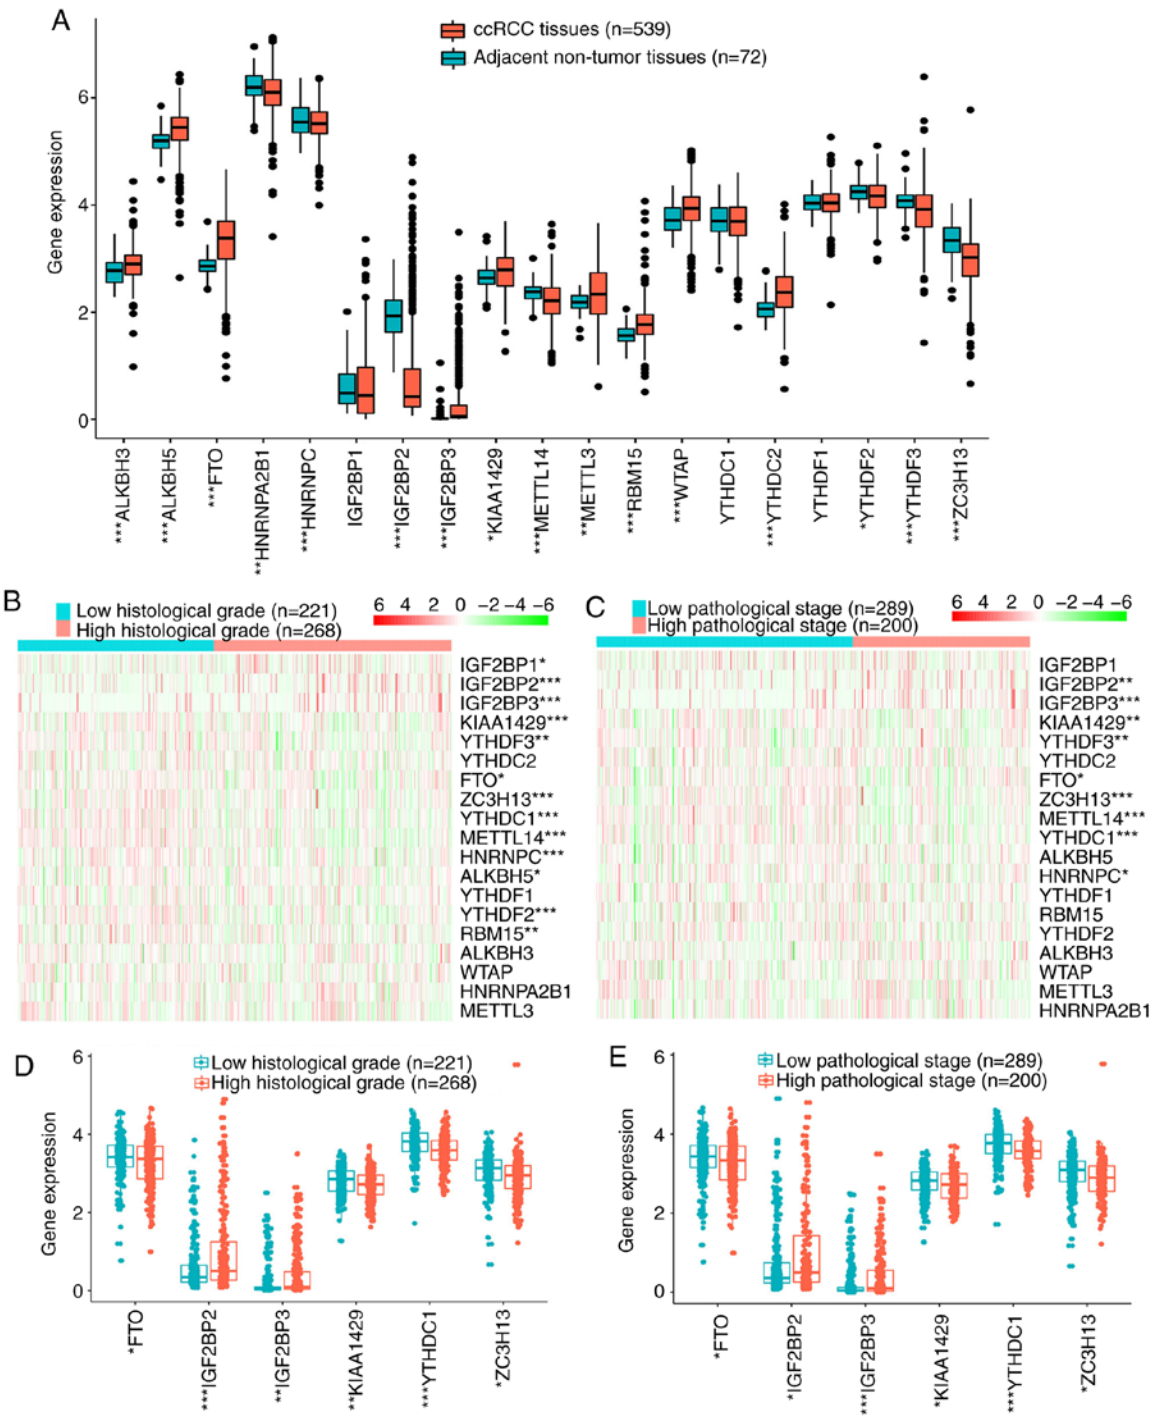 A
ccRCC tissues (n=539)
Adjacent non-tumor tissues (n=72)
Gene expression
6
4
2
0
***ALKBH3
***ALKBH5
***FTO
**HNRNPA2B1
***HNRNPC
IGF2BP1
***IGF2BP2
***IGF2BP3
*KIAA1429
***METTL14
**METTL3
***RBM15
***WTAP
YTHDC1
***YTHDC2
YTHDF1
*YTHDF2
***YTHDF3
***ZC3H13
B
Low histological grade (n=221)
High histological grade (n=268)
6 4 2 0 −2 −4 −6
IGF2BP1*
IGF2BP2***
IGF2BP3***
KIAA1429***
YTHDF3**
YTHDC2
FTO*
ZC3H13***
YTHDC1***
METTL14***
HNRNPC***
ALKBH5*
YTHDF1
YTHDF2***
RBM15**
ALKBH3
WTAP
HNRNPA2B1
METTL3
C
Low pathological stage (n=289)
High pathological stage (n=200)
6 4 2 0 −2 −4 −6
IGF2BP1
IGF2BP2**
IGF2BP3***
KIAA1429**
YTHDF3**
YTHDC2
FTO*
ZC3H13***
METTL14***
YTHDC1***
ALKBH5
HNRNPC*
YTHDF1
RBM15
YTHDF2
ALKBH3
WTAP
METTL3
HNRNPA2B1
D
Low histological grade (n=221)
High histological grade (n=268)
Gene expression
6
4
2
0
*FTO
***IGF2BP2
**IGF2BP3
**KIAA1429
***YTHDC1
*ZC3H13
E
Low pathological stage (n=289)
High pathological stage (n=200)
Gene expression
6
4
2
0
*FTO
*IGF2BP2
***IGF2BP3
*KIAA1429
***YTHDC1
*ZC3H13